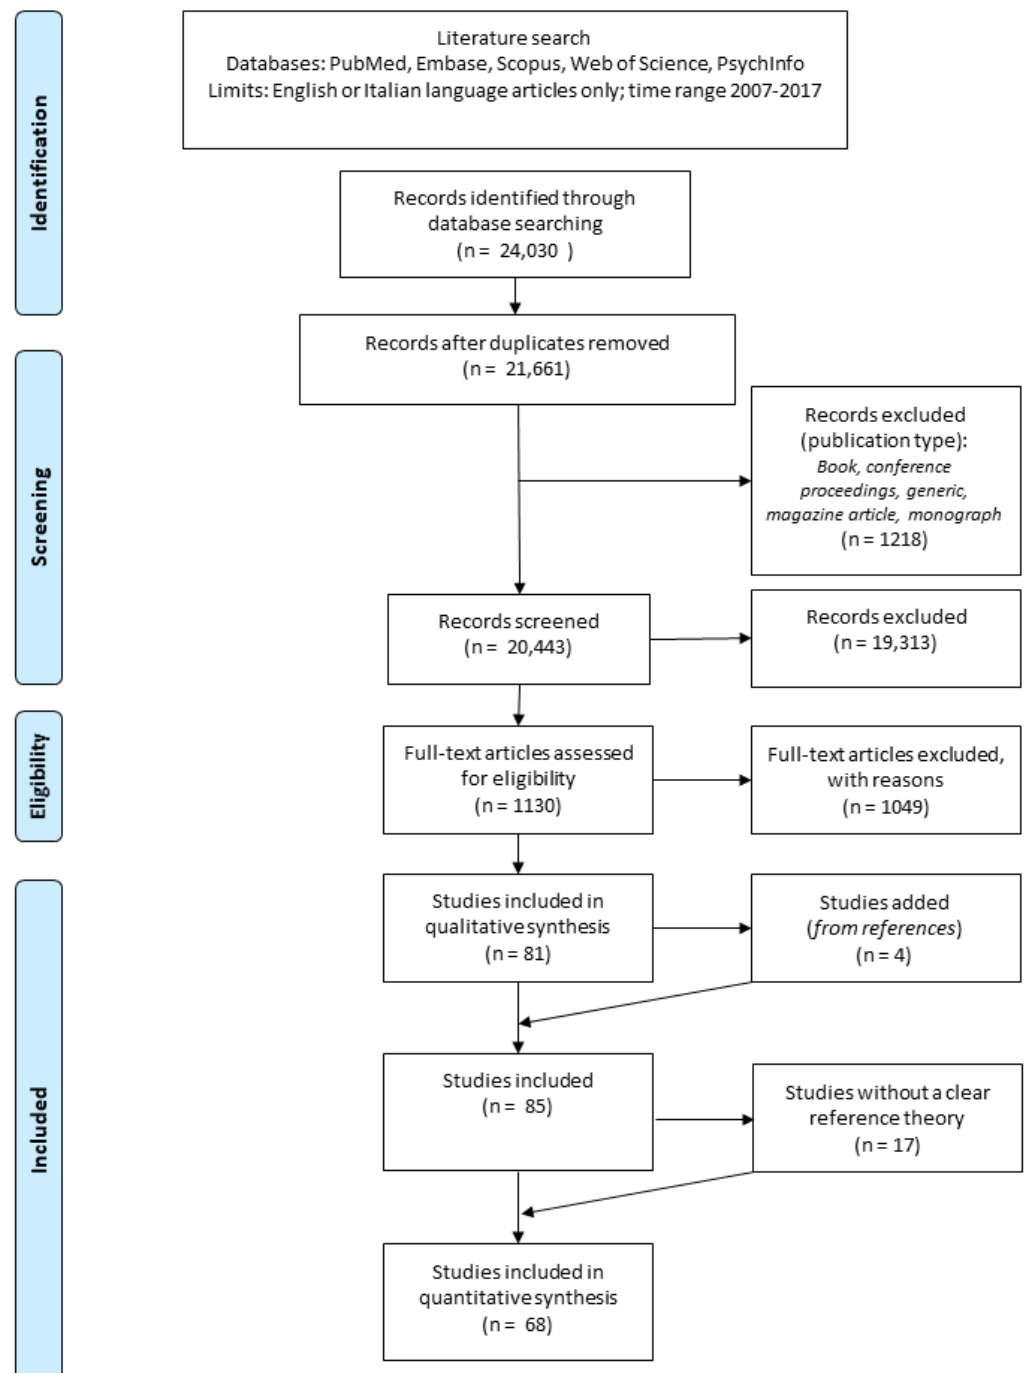 Identification
Literature search
Databases: PubMed, Embase, Scopus, Web of Science, PsychInfo
Limits: English or Italian language articles only; time range 2007-2017
Records identified through
database searching
(n = 24,030 )
Records after duplicates removed
(n = 21,661)
Screening
Records excluded
(publication type):
Book, conference
proceedings, generic,
magazine article, monograph
(n = 1218)
Records screened
(n = 20,443)
Records excluded
(n = 19,313)
Eligibility
Full-text articles assessed
for eligibility
(n = 1130)
Full-text articles excluded,
with reasons
(n = 1049)
Included
Studies included in
qualitative synthesis
(n = 81)
Studies added
(from references)
(n = 4)
Studies included
(n = 85)
Studies without a clear
reference theory
(n = 17)
Studies included in
quantitative synthesis
(n = 68)